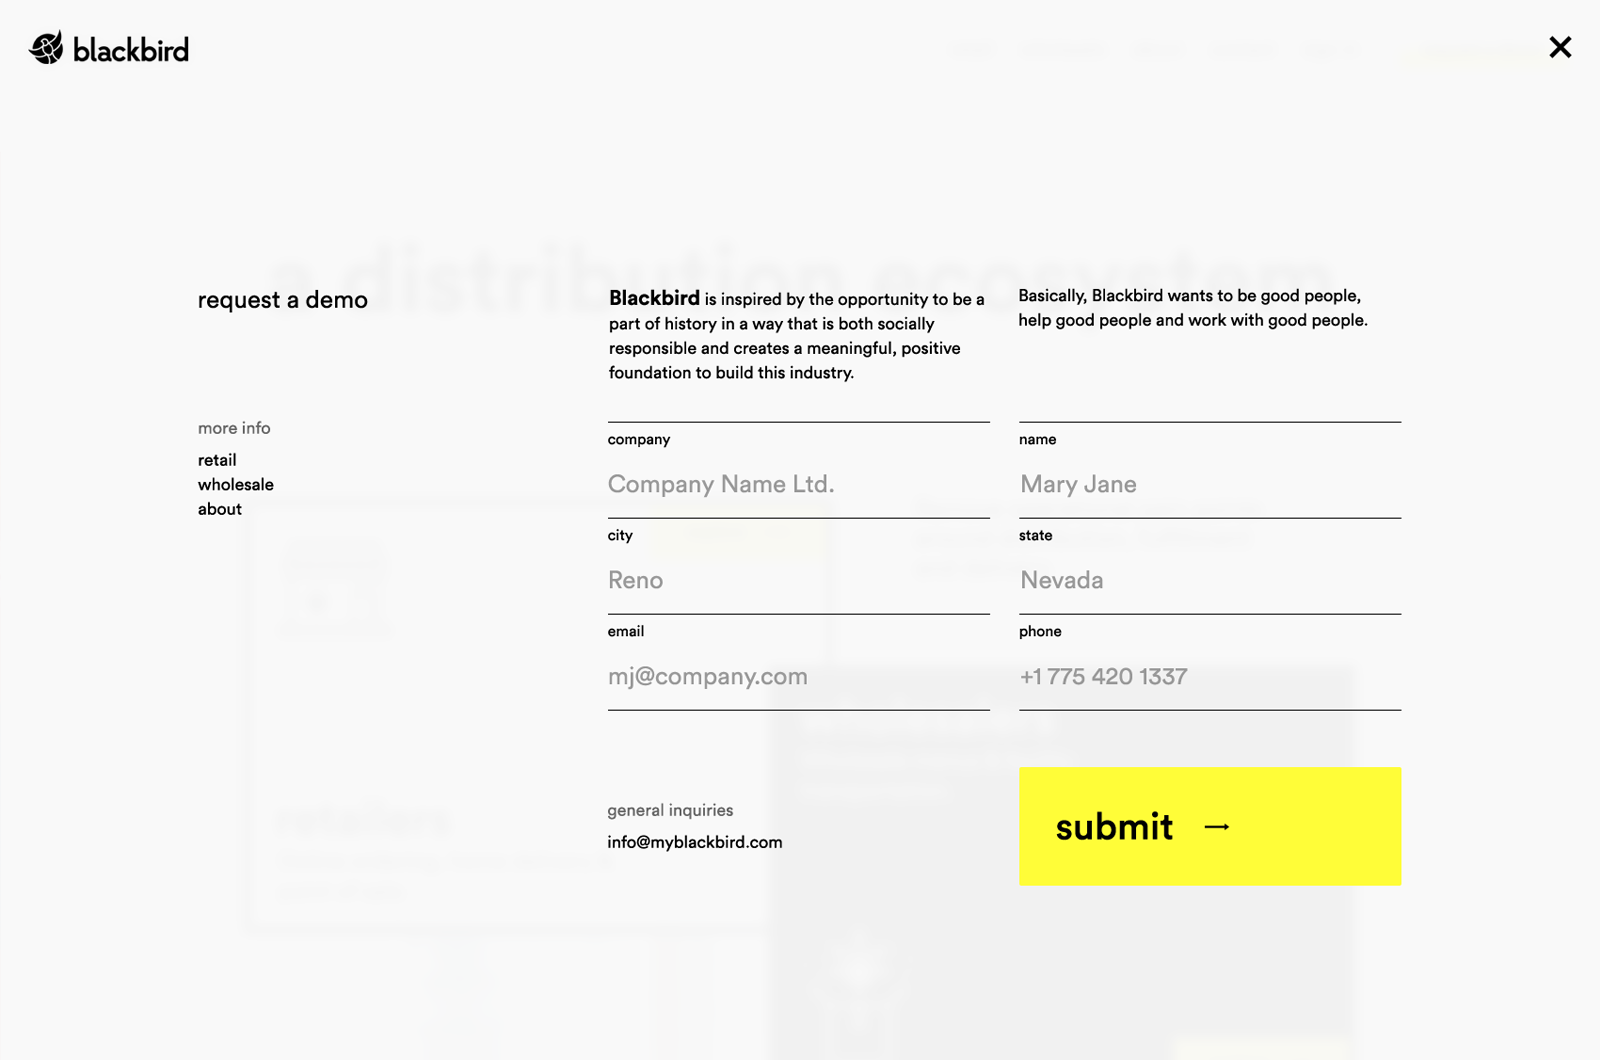 blackbird
a distribution ecosystem
request a demo
Blackbird is inspired by the opportunity to be a
part of history in a way that is both socially
responsible and creates a meaningful, positive
foundation to build this industry.
Basically, Blackbird wants to be good people,
help good people and work with good people.
more info
retail
wholesale
about
company
Company Name Ltd.
name
Mary Jane
city
Reno
state
Nevada
email
mj@company.com
phone
+1 775 420 1337
retailers
general inquiries
info@myblackbird.com
submit →